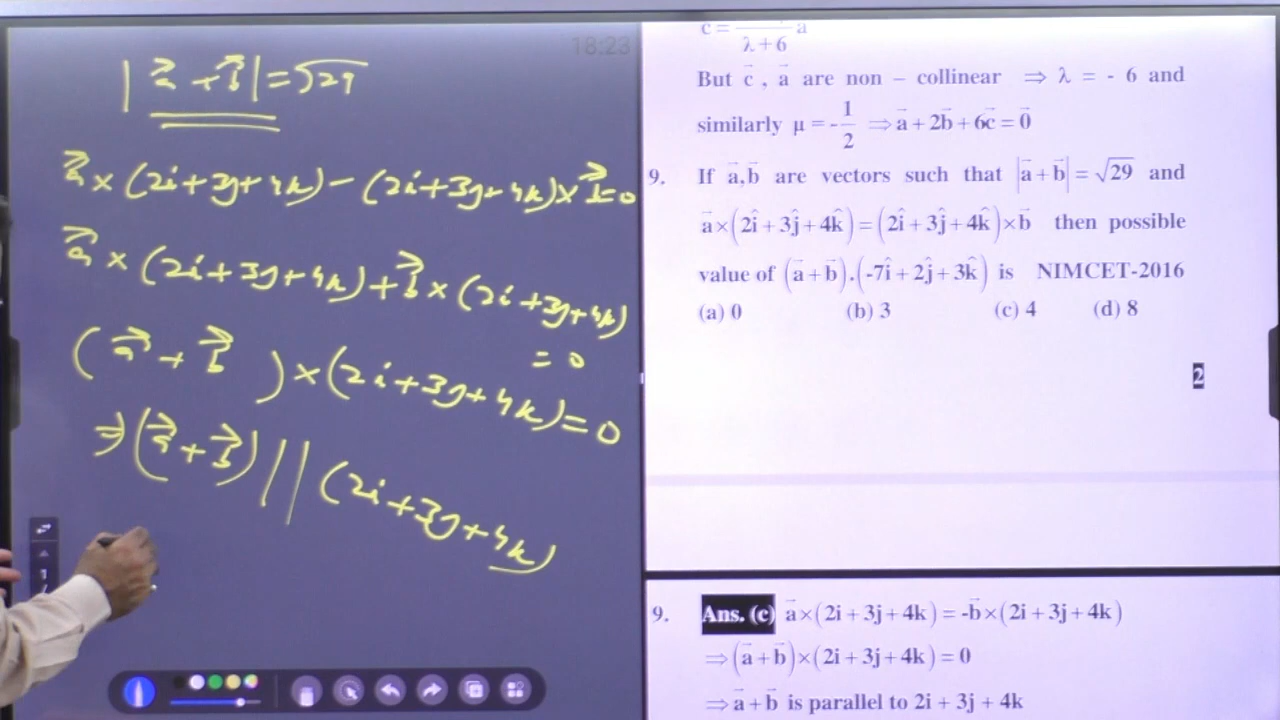 18:23
|a⃗ + b⃗| = √29
a⃗ × (2i + 3j + 4k) − (2i + 3j + 4k) × b⃗ = 0
a⃗ × (2i + 3j + 4k) + b⃗ × (2i + 3j + 4k)
= 0
(a⃗ + b⃗) × (2i + 3j + 4k) = 0
⇒ (a⃗ + b⃗) || (2i + 3j + 4k)
λ + 6
But c⃗, a⃗ are non – collinear ⇒ λ = - 6 and
similarly μ = -1/2 ⇒ a⃗ + 2b⃗ + 6c⃗ = 0⃗
9. If a⃗,b⃗ are vectors such that |a⃗ + b⃗| = √29 and
a⃗ × (2î + 3ĵ + 4k̂) = (2î + 3ĵ + 4k̂) × b⃗ then possible
value of (a⃗ + b⃗).(-7î + 2ĵ + 3k̂) is NIMCET-2016
(a) 0 (b) 3 (c) 4 (d) 8
2
9. Ans. (c) a⃗ × (2i + 3j + 4k) = -b⃗ × (2i + 3j + 4k)
⇒ (a⃗ + b⃗) × (2i + 3j + 4k) = 0
⇒ a⃗ + b⃗ is parallel to 2i + 3j + 4k